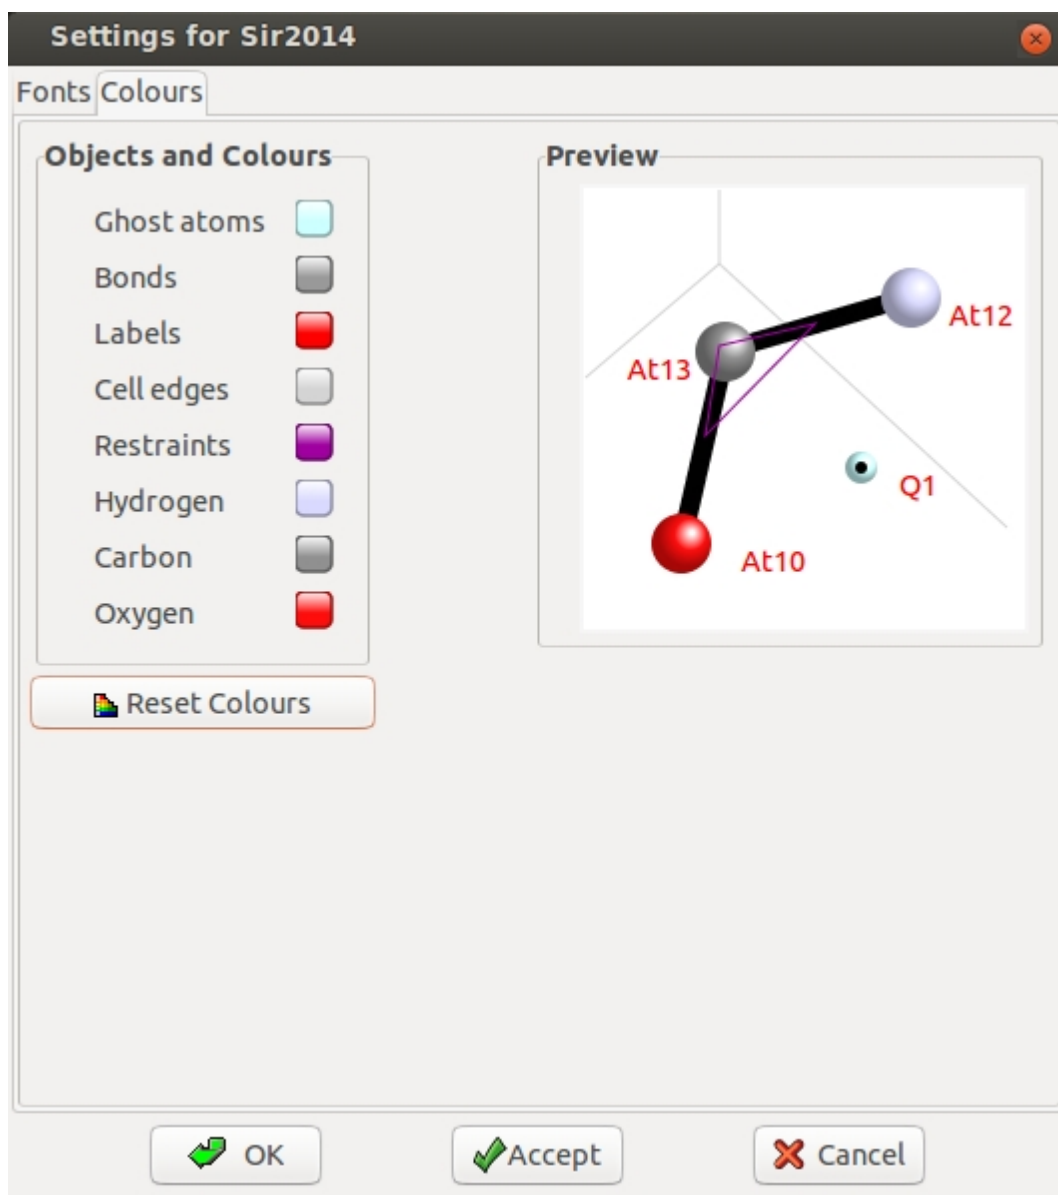 Settings for Sir2014
Fonts Colours
Objects and Colours
Ghost atoms
Bonds
Labels
Cell edges
Restraints
Hydrogen
Carbon
Oxygen
Reset Colours
Preview
At12
At13
Q1
At10
OK Accept Cancel